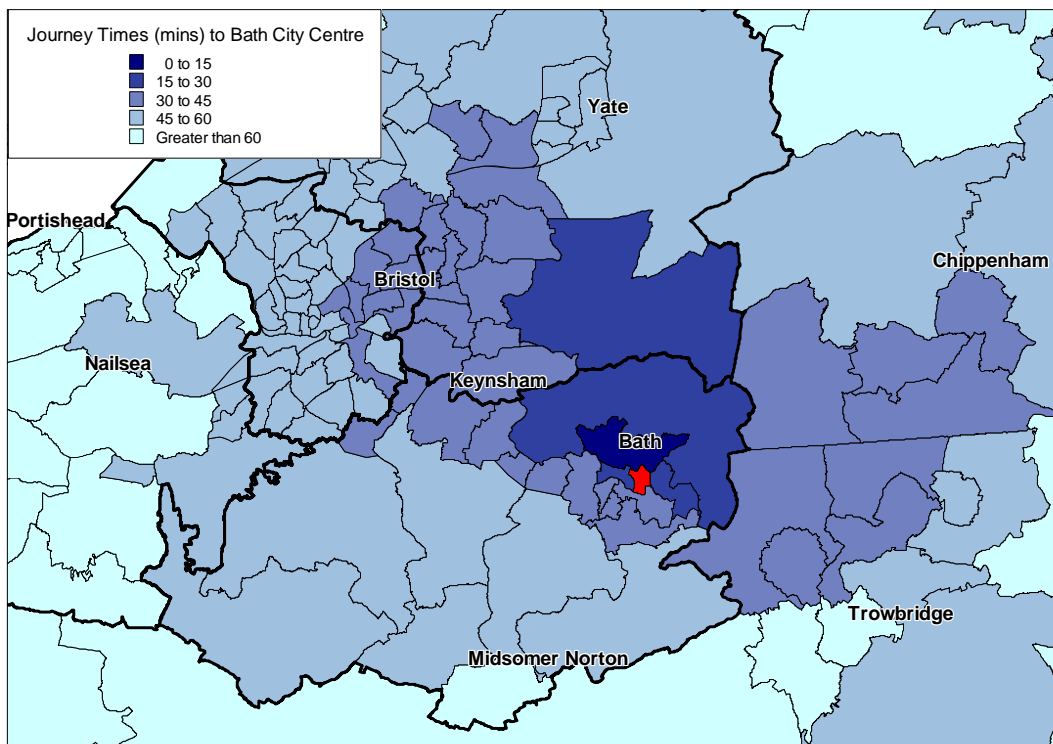 Journey Times (mins) to Bath City Centre
0 to 15
15 to 30
30 to 45
45 to 60
Greater than 60
Yate
Portishead
Chippenham
Bristol
Nailsea
Keynsham
Bath
Trowbridge
Midsomer Norton